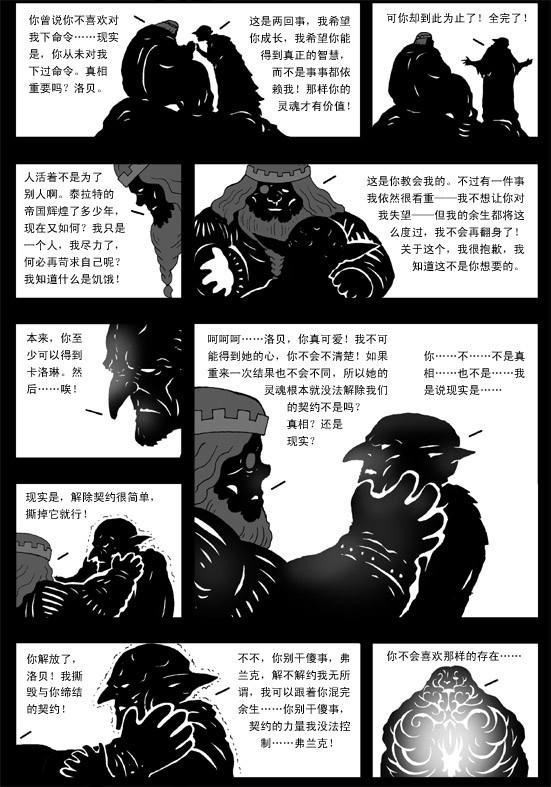 你曾说你不喜欢对
我下命令……现实
是，你从未对我
下过命令。真相
重要吗？洛贝。
这是两回事，我希望
你成长，我希望你能
得到真正的智慧，
而不是事事都依
赖我！那样你的
灵魂才有价值！
可你却到此为止了！全完了！
人活着不是为了
别人啊。泰拉特的
帝国辉煌了多少年，
现在又如何？我只是
一个人，我尽力了，
何必再苛求自己呢？
我知道什么是饥饿！
这是你教会我的。不过有一件事
我依然很看重——我不想让你对
我失望——但我的余生都将这
么度过，我不会再翻身了！
关于这个，我很抱歉，我
知道这不是你想要的。
本来，你至
少可以得到
卡洛琳。然
后……唉！
呵呵呵……洛贝，你真可爱！我不可
能得到她的心，你不会不清楚！如果
重来一次结果也不会不同，所以她的
灵魂根本就没法解除我们
的契约不是吗？
真相？还是
现实？
你……不……不是真
相……也不是……我
是说现实是……
现实是，解除契约很简单，
撕掉它就行！
你解放了，
洛贝！我撕
毁与你缔结
的契约！
不不，你别干傻事，弗
兰克，解不解约我无所
谓，我可以跟着你混完
余生……你别干傻事，
契约的力量我没法控
制……弗兰克！
你不会喜欢那样的存在……